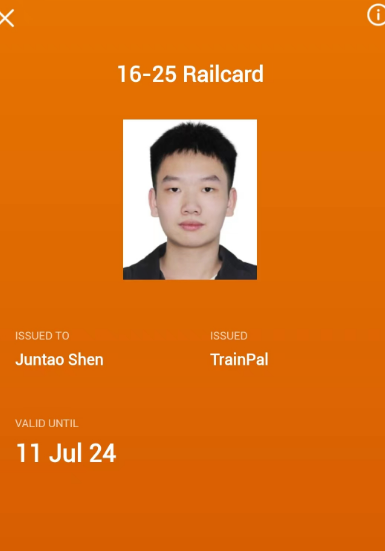 16-25 Railcard
ISSUED TO
ISSUED
Juntao Shen
TrainPal
VALID UNTIL
11 Jul 24